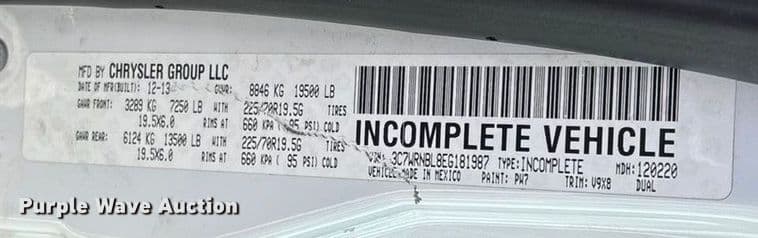 MFD BY CHRYSLER GROUP LLC
DATE OF MFR(BUILT): 12-13 GVWR: 8846 KG 19500 LB
GAWR FRONT: 3289 KG 7250 LB WITH 225/70R19.5G TIRES
19.5X6.0 RIMS AT 660 KPA ( 95 PSI) COLD
GAWR REAR: 6124 KG 13500 LB WITH 225/70R19.5G TIRES
19.5X6.0 RIMS AT 660 KPA ( 95 PSI) COLD
INCOMPLETE VEHICLE
VIN: 3C7WRNBL8EG181987 TYPE: INCOMPLETE MDH: 120220
VEHICLE MADE IN MEXICO PAINT: PW7 TRIM: V9X8 DUAL
Purple Wave Auction